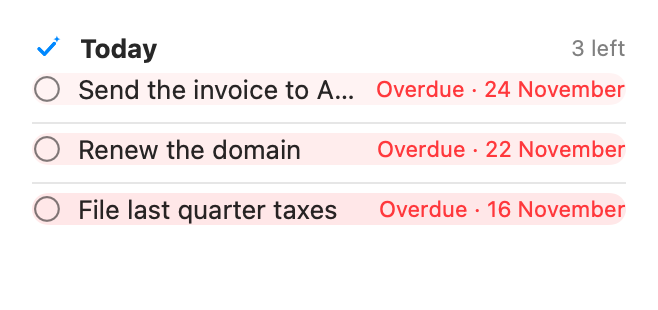 Today
3 left
Send the invoice to A...
Overdue · 24 November
Renew the domain
Overdue · 22 November
File last quarter taxes
Overdue · 16 November